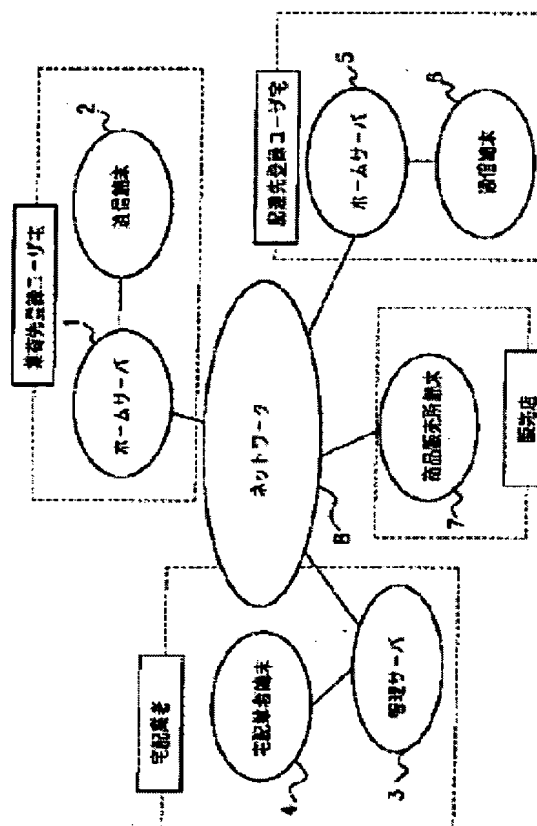 集荷先登録ユーザ宅
1
2
ホームサーバ
通信端末
宅配業者
宅配業者端末
4
管理サーバ
3
ネットワーク
8
配達先登録ユーザ宅
5
ホームサーバ
6
通信端末
商品販売所端末
7
販売店